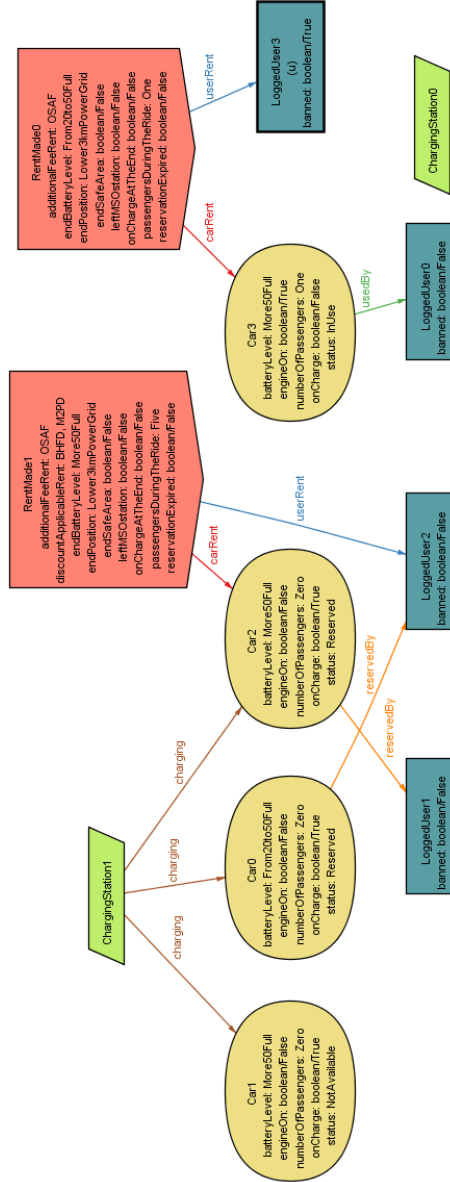 RentMade0
additionalFeeRent: OSAF
endBatteryLevel: From20to50Full
endPosition: Lower3kmPowerGrid
endSafeArea: boolean/False
leftMSOstation: boolean/False
onChargeAtTheEnd: boolean/False
passengersDuringTheRide: One
reservationExpired: boolean/False
RentMade1
additionalFeeRent: OSAF
discountApplicableRent: BHFD, M2PD
endBatteryLevel: More50Full
endPosition: Lower3kmPowerGrid
endSafeArea: boolean/False
leftMSOstation: boolean/False
onChargeAtTheEnd: boolean/False
passengersDuringTheRide: Five
reservationExpired: boolean/False
ChargingStation1
charging
charging
charging
carRent
userRent
carRent
userRent
LoggedUser3
(u)
banned: boolean/True
Car1
batteryLevel: More50Full
engineOn: boolean/False
numberOfPassengers: Zero
onCharge: boolean/True
status: NotAvailable
Car0
batteryLevel: From20to50Full
engineOn: boolean/False
numberOfPassengers: Zero
onCharge: boolean/True
status: Reserved
Car2
batteryLevel: More50Full
engineOn: boolean/False
numberOfPassengers: Zero
onCharge: boolean/True
status: Reserved
Car3
batteryLevel: More50Full
engineOn: boolean/True
numberOfPassengers: One
onCharge: boolean/False
status: InUse
reservedBy
reservedBy
usedBy
LoggedUser1
banned: boolean/False
LoggedUser2
banned: boolean/False
LoggedUser0
banned: boolean/False
ChargingStation0